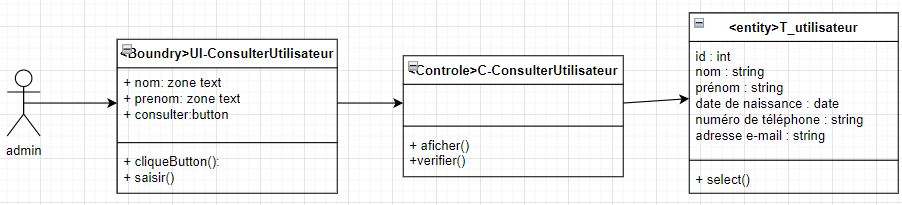 admin
<Boundry>UI-ConsulterUtilisateur
+ nom: zone text
+ prenom: zone text
+ consulter:button
+ cliqueButton():
+ saisir()
<Controle>C-ConsulterUtilisateur
+ aficher()
+verifier()
<entity>T_utilisateur
id : int
nom : string
prénom : string
date de naissance : date
numéro de téléphone : string
adresse e-mail : string
+ select()